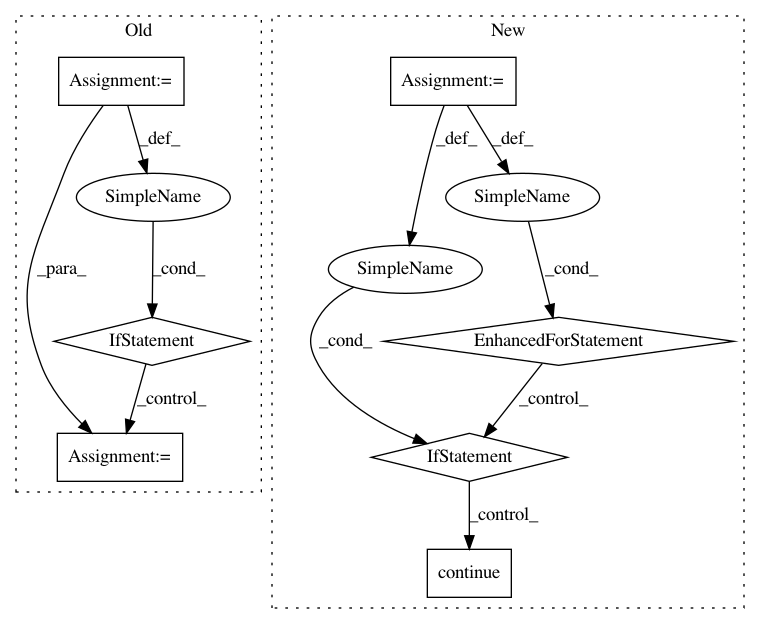 Old
New
Assignment:=
Assignment:=
_def_
_def_
_def_
SimpleName
SimpleName
_para_
_cond_
SimpleName
_cond_
IfStatement
_cond_
EnhancedForStatement
_control_
_control_
Assignment:=
IfStatement
_control_
continue